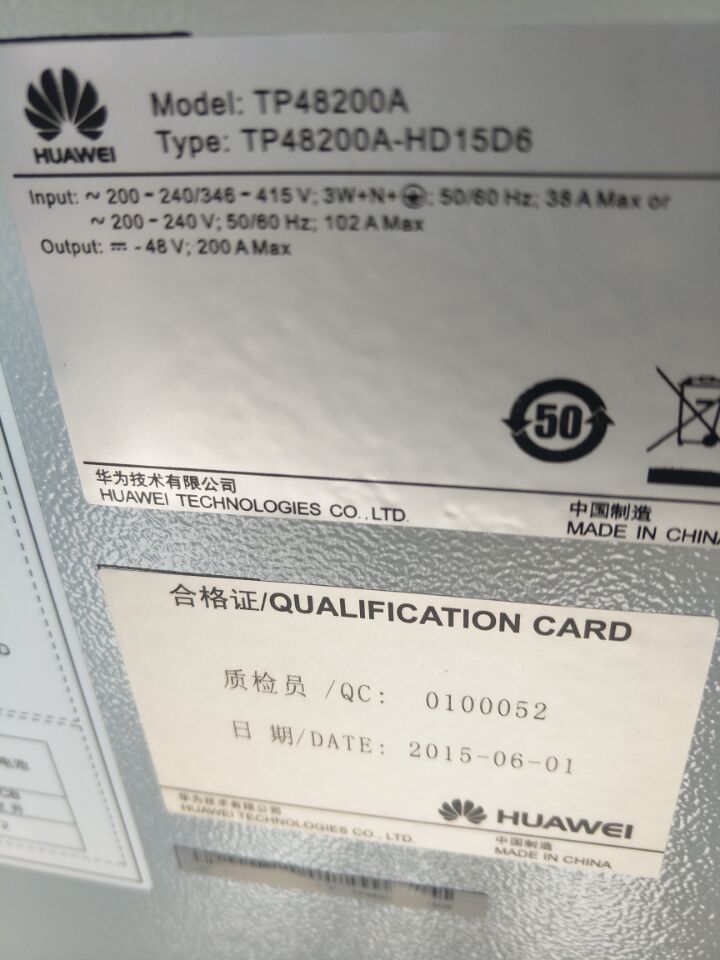 HUAWEI
Model: TP48200A
Type: TP48200A-HD15D6
Input: ~ 200 - 240/346 - 415 V; 3W+N+⏚; 50/60 Hz; 38 A Max or
~ 200 - 240 V; 50/60 Hz; 102 A Max
Output: ⎓ - 48 V; 200 A Max
50
华为技术有限公司
HUAWEI TECHNOLOGIES CO.,LTD.
中国制造
MADE IN CHINA
合格证/QUALIFICATION CARD
质检员 /QC: 0100052
日 期/DATE: 2015-06-01
华为技术有限公司
HUAWEI TECHNOLOGIES CO., LTD.
HUAWEI
中国制造
MADE IN CHINA
电池